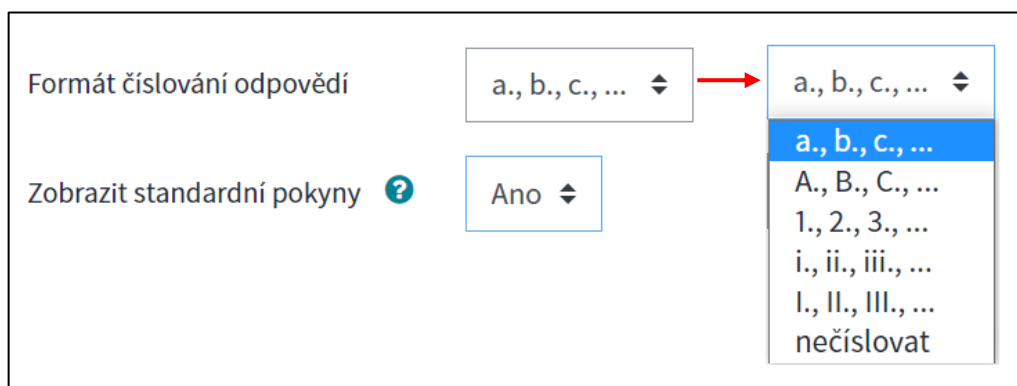 Formát číslování odpovědí a., b., c., ... a., b., c., ...
a., b., c., ...
A., B., C., ...
Zobrazit standardní pokyny ? Ano
1., 2., 3., ...
i., ii., iii., ...
I., II., III., ...
nečíslovat